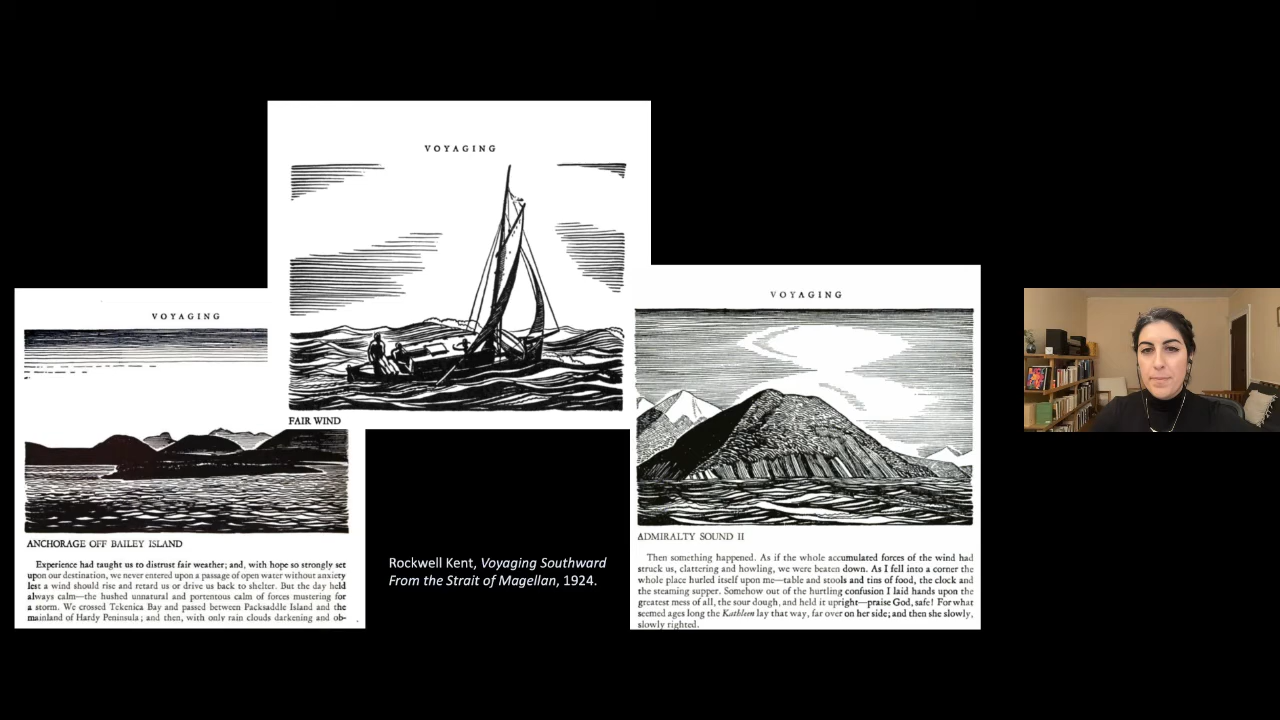 VOYAGING
FAIR WIND
VOYAGING
ANCHORAGE OFF BAILEY ISLAND
Experience had taught us to distrust fair weather; and, with hope so strongly set
upon our destination, we never entered upon a passage of open water without anxiety
lest a wind should rise and retard us or drive us back to shelter. But the day held
always calm—the hushed unnatural and portentous calm of forces mustering for
a storm. We crossed Tekenica Bay and passed between Packsaddle Island and the
mainland of Hardy Peninsula; and then, with only rain clouds darkening and ob-
Rockwell Kent, Voyaging Southward
From the Strait of Magellan, 1924.
VOYAGING
ADMIRALTY SOUND II
Then something happened. As if the whole accumulated forces of the wind had
struck us, clattering and howling, we were beaten down. As I fell into a corner the
whole place hurled itself upon me—table and stools and tins of food, the clock and
the steaming supper. Somehow out of the hurtling confusion I laid hands upon the
greatest mess of all, the sour dough, and held it upright—praise God, safe! For what
seemed ages long the Kathleen lay that way, far over on her side; and then she slowly,
slowly righted.